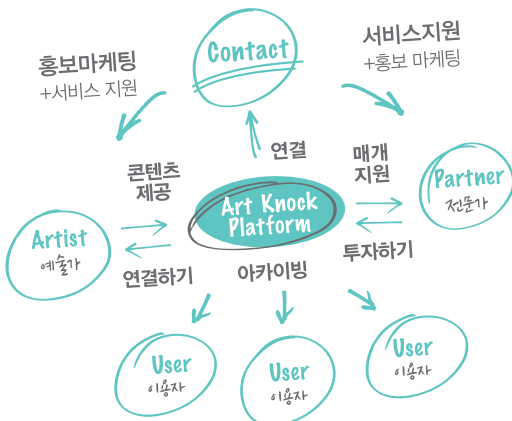 Contact
홍보마케팅
+서비스 지원
서비스지원
+홍보 마케팅
연결
콘텐츠
제공
매개
지원
Art Knock
Platform
Partner
전문가
Artist
예술가
연결하기
아카이빙
투자하기
User
이용자
User
이용자
User
이용자